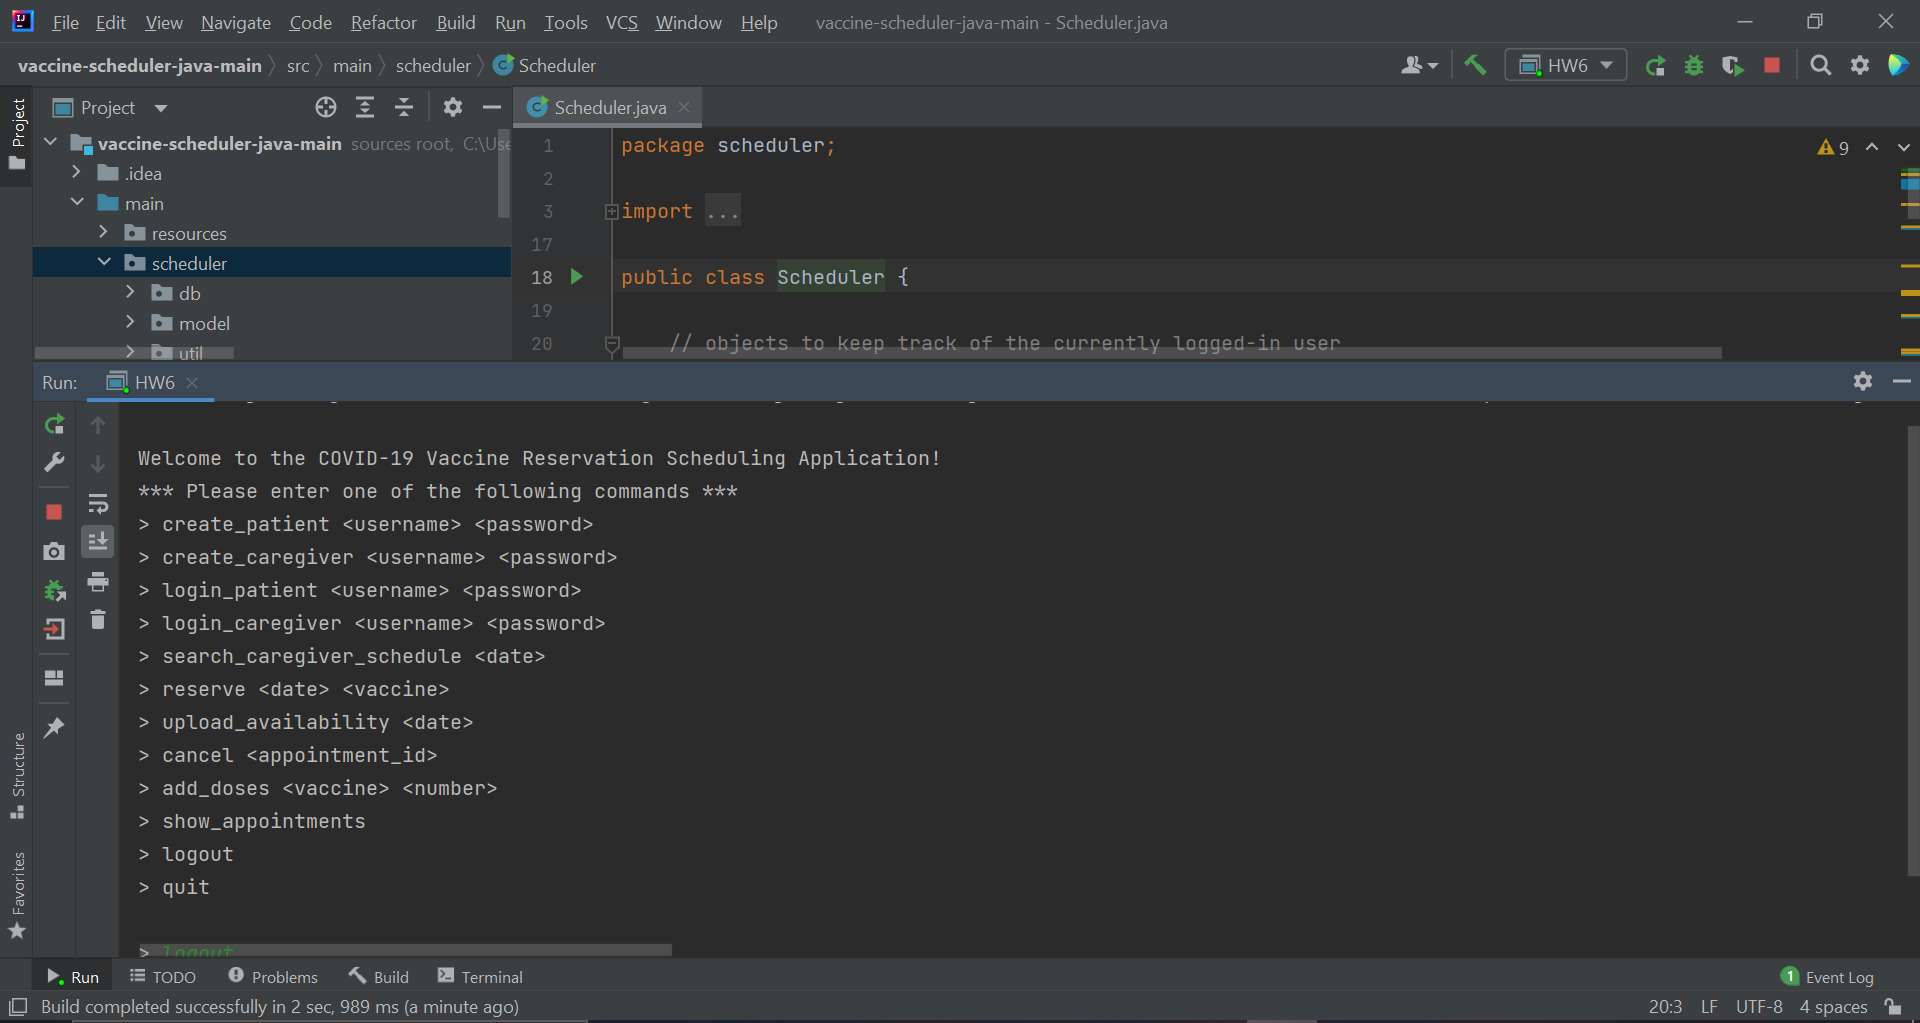 File Edit View Navigate Code Refactor Build Run Tools VCS Window Help vaccine-scheduler-java-main - Scheduler.java
vaccine-scheduler-java-main src main scheduler Scheduler HW6
Project
Project
Scheduler.java
vaccine-scheduler-java-main sources root, C:\Use
.idea
main
resources
scheduler
db
model
util
1 package scheduler;
2
3 import ...
17
18 public class Scheduler {
19
20 // objects to keep track of the currently logged-in user
9
Run: HW6
Welcome to the COVID-19 Vaccine Reservation Scheduling Application!
*** Please enter one of the following commands ***
> create_patient <username> <password>
> create_caregiver <username> <password>
> login_patient <username> <password>
> login_caregiver <username> <password>
> search_caregiver_schedule <date>
> reserve <date> <vaccine>
> upload_availability <date>
> cancel <appointment_id>
> add_doses <vaccine> <number>
> show_appointments
> logout
> quit
> logout
Structure
Favorites
Run TODO Problems Build Terminal 1 Event Log
Build completed successfully in 2 sec, 989 ms (a minute ago) 20:3 LF UTF-8 4 spaces